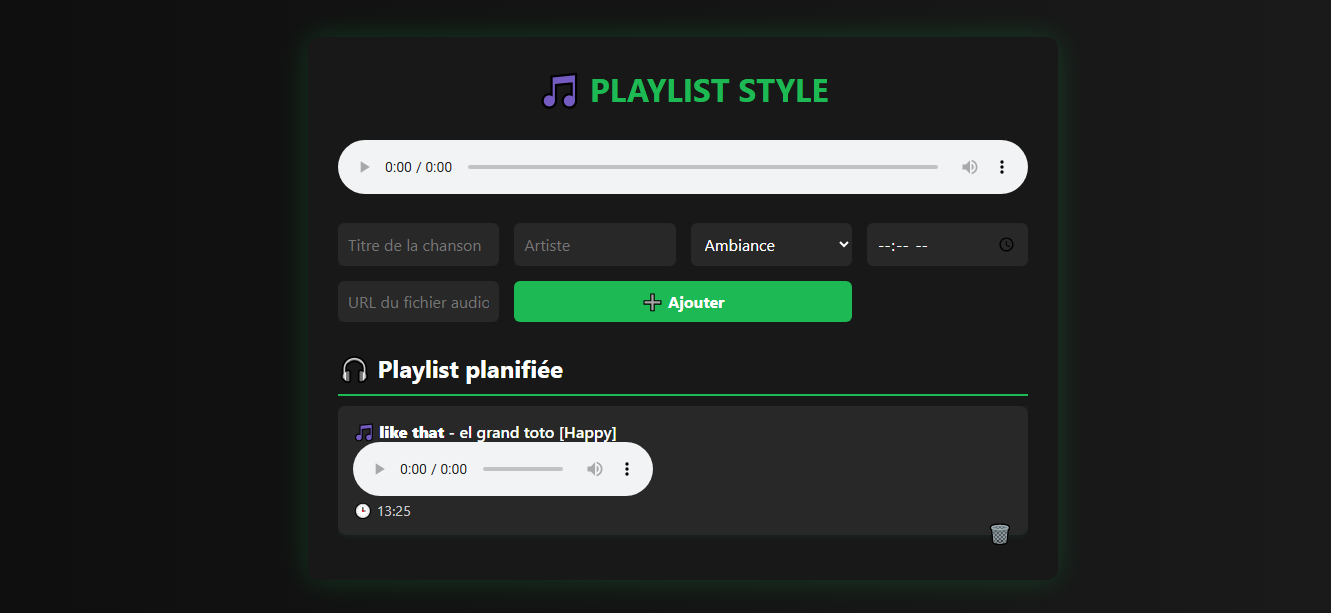 PLAYLIST STYLE
0:00 / 0:00
Titre de la chanson
Artiste
Ambiance
--:-- --
URL du fichier audio
Ajouter
Playlist planifiée
like that - el grand toto [Happy]
0:00 / 0:00
13:25